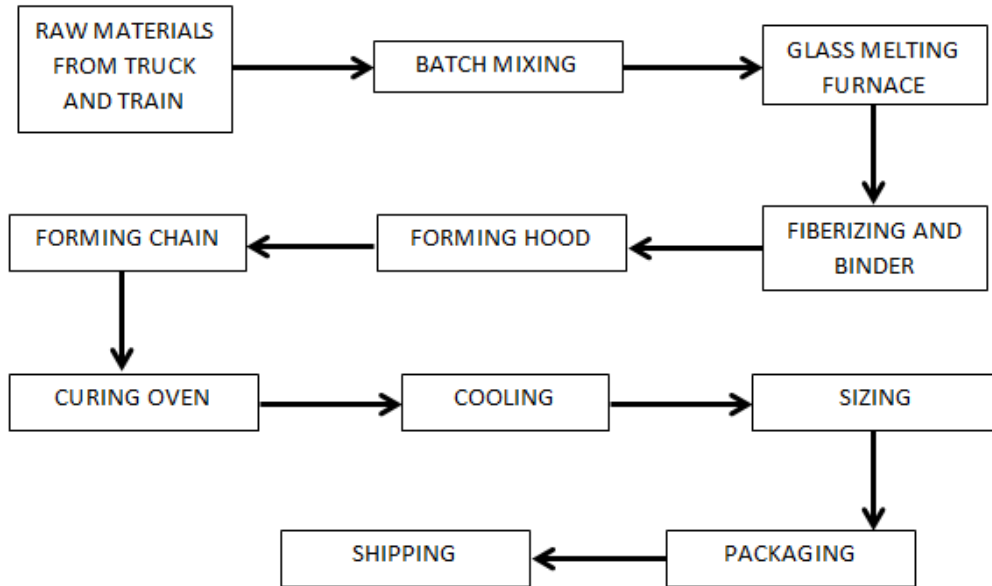 RAW MATERIALS
FROM TRUCK
AND TRAIN
BATCH MIXING
GLASS MELTING
FURNACE
FIBERIZING AND
BINDER
FORMING HOOD
FORMING CHAIN
CURING OVEN
COOLING
SIZING
PACKAGING
SHIPPING